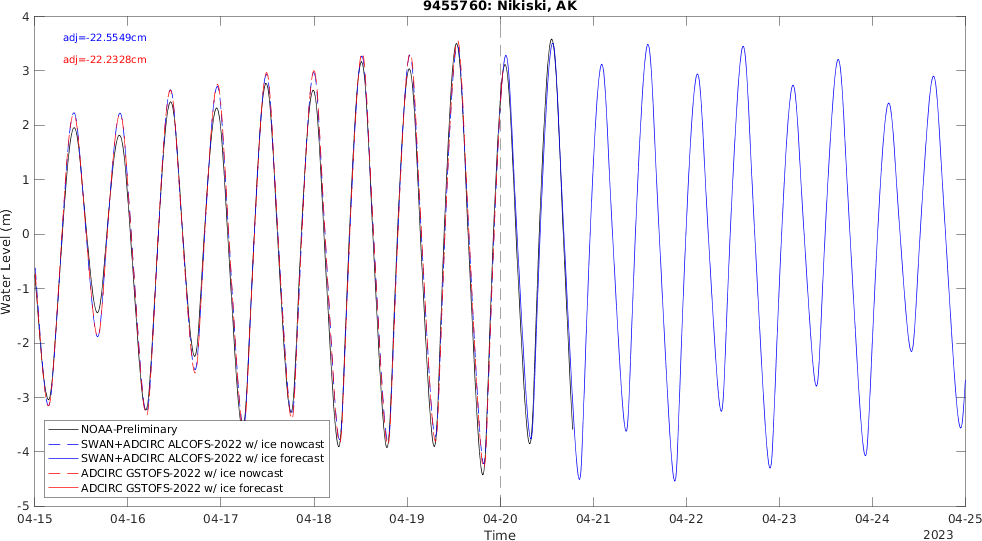 9455760: Nikiski, AK
adj=-22.5549cm
adj=-22.2328cm
Water Level (m)
4
3
2
1
0
-1
-2
-3
-4
-5
NOAA-Preliminary
SWAN+ADCIRC ALCOFS-2022 w/ ice nowcast
SWAN+ADCIRC ALCOFS-2022 w/ ice forecast
ADCIRC GSTOFS-2022 w/ ice nowcast
ADCIRC GSTOFS-2022 w/ ice forecast
04-15 04-16 04-17 04-18 04-19 04-20 04-21 04-22 04-23 04-24 04-25
Time
2023